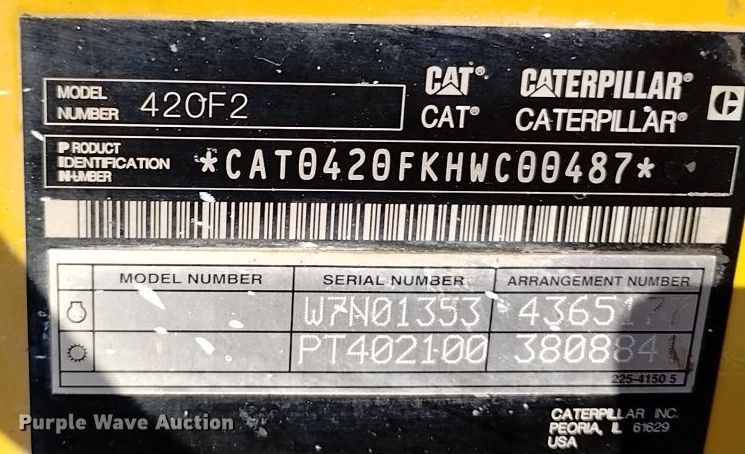 CAT® CATERPILLAR®
MODEL NUMBER 420F2
CAT® CATERPILLAR®
PRODUCT IDENTIFICATION NUMBER *CAT0420FKHWC00487*
MODEL NUMBER SERIAL NUMBER ARRANGEMENT NUMBER
W7N01353 4365177
PT402100
225-4150 5
Purple Wave Auction
CATERPILLAR INC.
PEORIA, IL 61629
USA